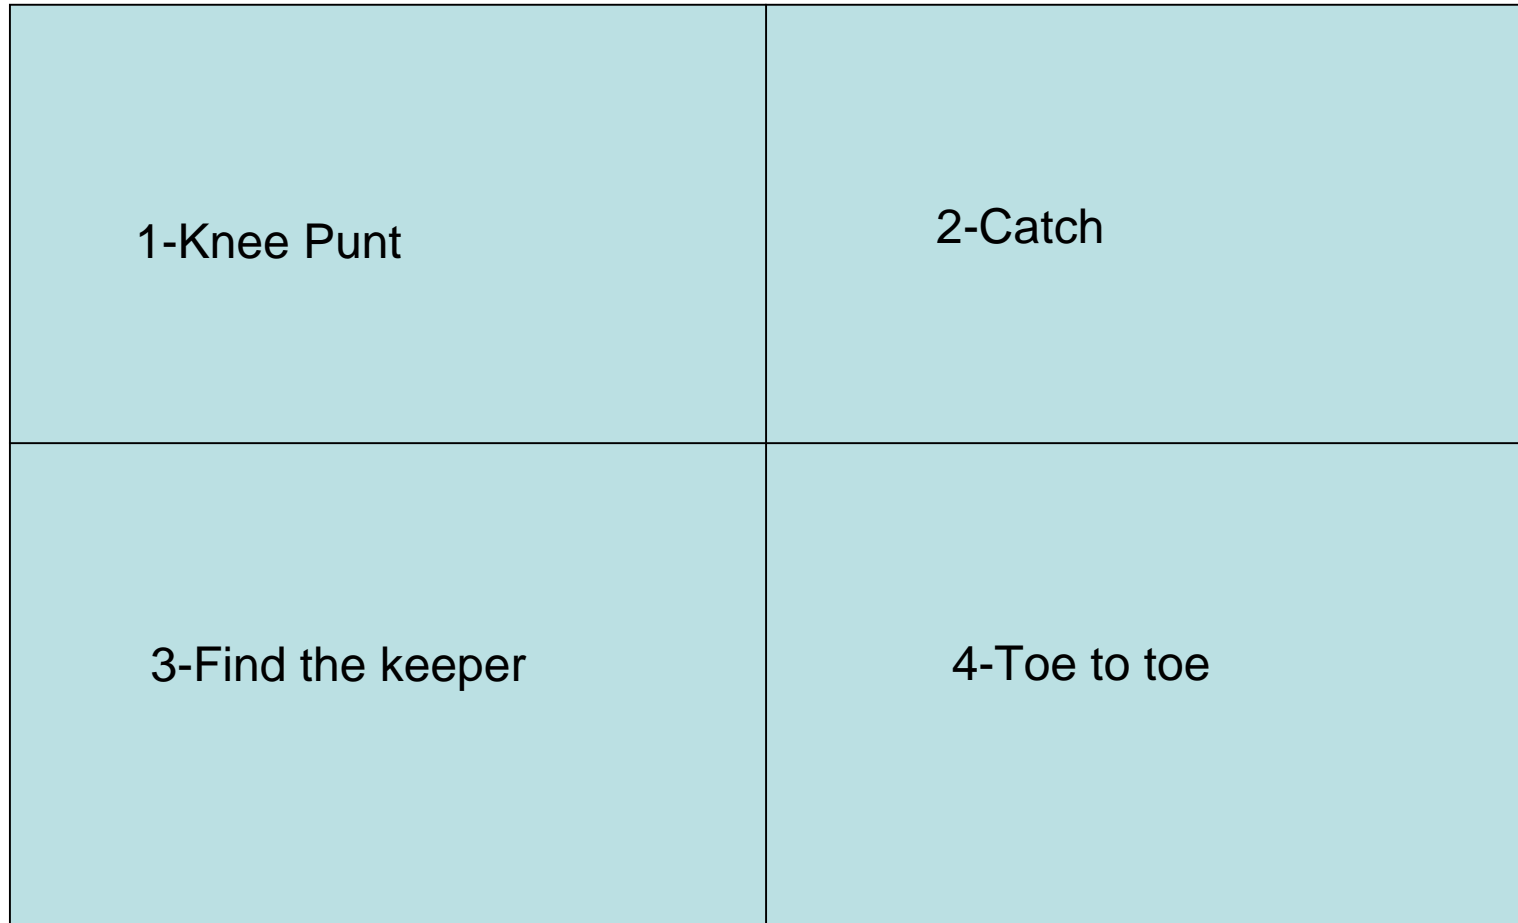 1-Knee Punt
2-Catch
3-Find the keeper
4-Toe to toe